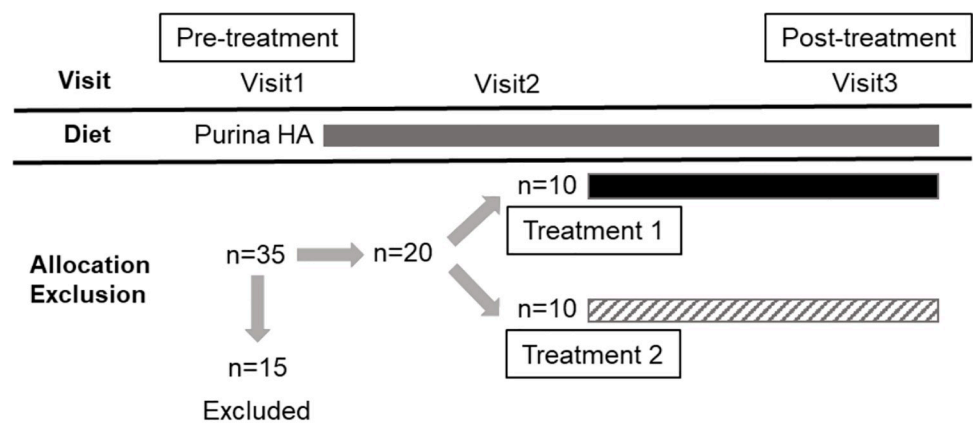 Pre-treatment
Post-treatment
Visit
Visit1
Visit2
Visit3
Diet
Purina HA
n=10
Treatment 1
Allocation
Exclusion
n=35
n=20
n=10
Treatment 2
n=15
Excluded